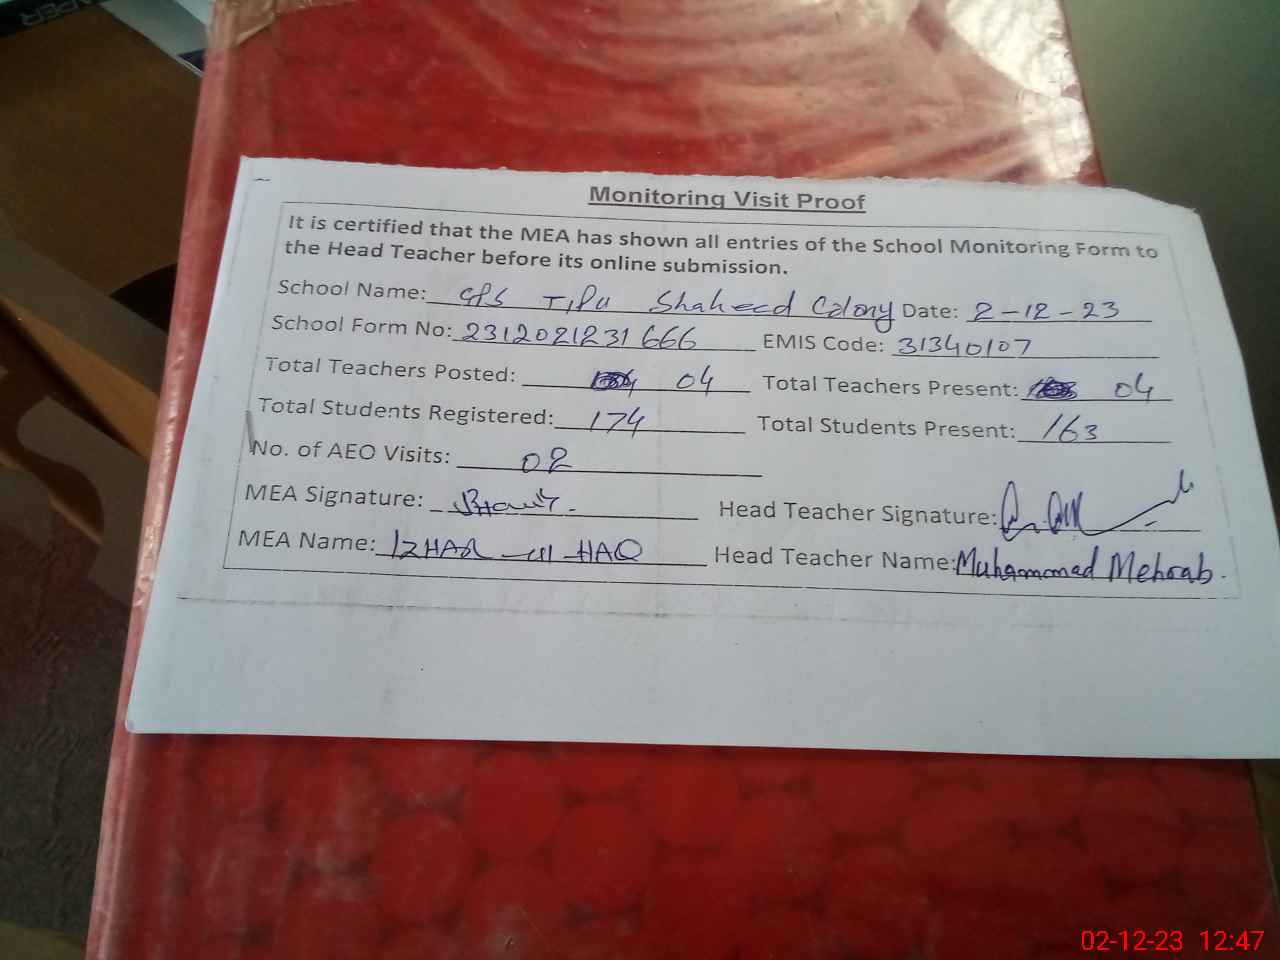 PAPER
Monitoring Visit Proof
It is certified that the MEA has shown all entries of the School Monitoring Form to
the Head Teacher before its online submission.
School Name: GPS Tipu Shaheed Colony Date: 2-12-23
School Form No: 2312021231666 EMIS Code: 31340107
Total Teachers Posted: 04 Total Teachers Present: 04
Total Students Registered: 174 Total Students Present: 163
No. of AEO Visits: 02
MEA Signature: Head Teacher Signature:
MEA Name: IZHAR-ul-HAQ Head Teacher Name: Muhammad Mehrab.
02-12-23 12:47